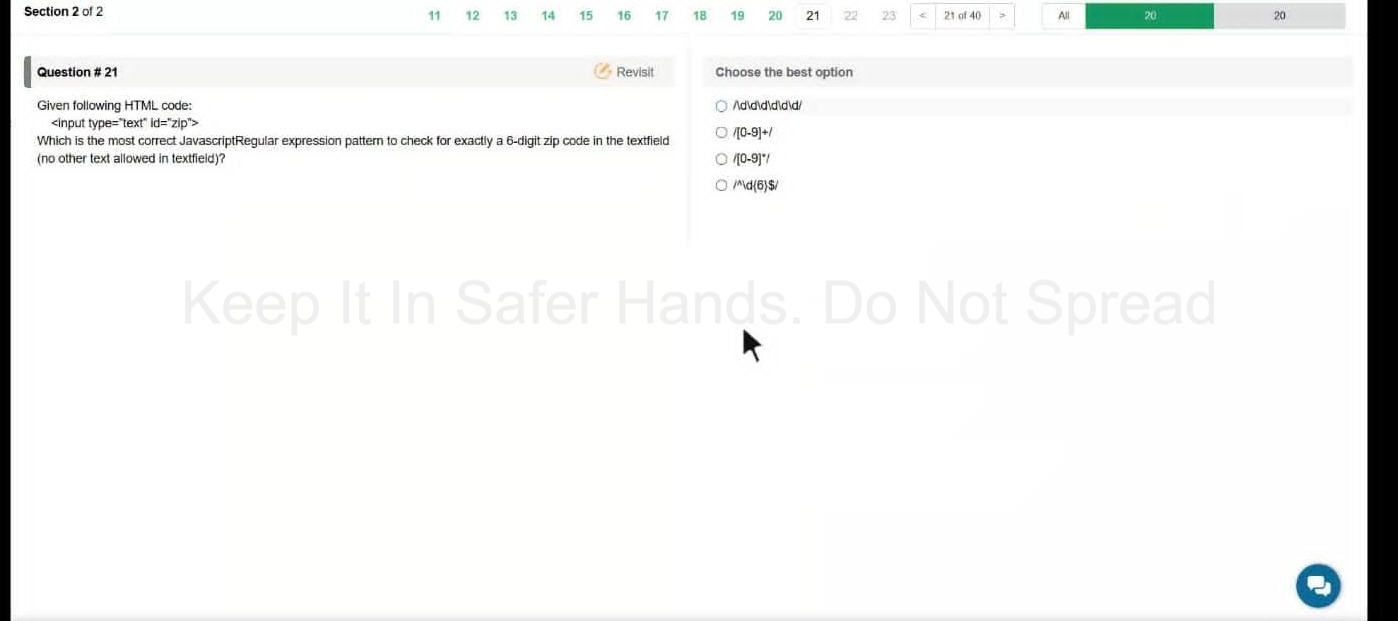 Section 2 of 2
11 12 13 14 15 16 17 18 19 20 21 22 23 < 21 of 40 > All 20 20
Question # 21
Revisit
Given following HTML code:
<input type="text" id="zip">
Which is the most correct JavascriptRegular expression pattern to check for exactly a 6-digit zip code in the textfield
(no other text allowed in textfield)?
Choose the best option
/\d\d\d\d\d\d/
/[0-9]+/
/[0-9]*/
/^\d{6}$/
Keep It In Safer Hands. Do Not Spread